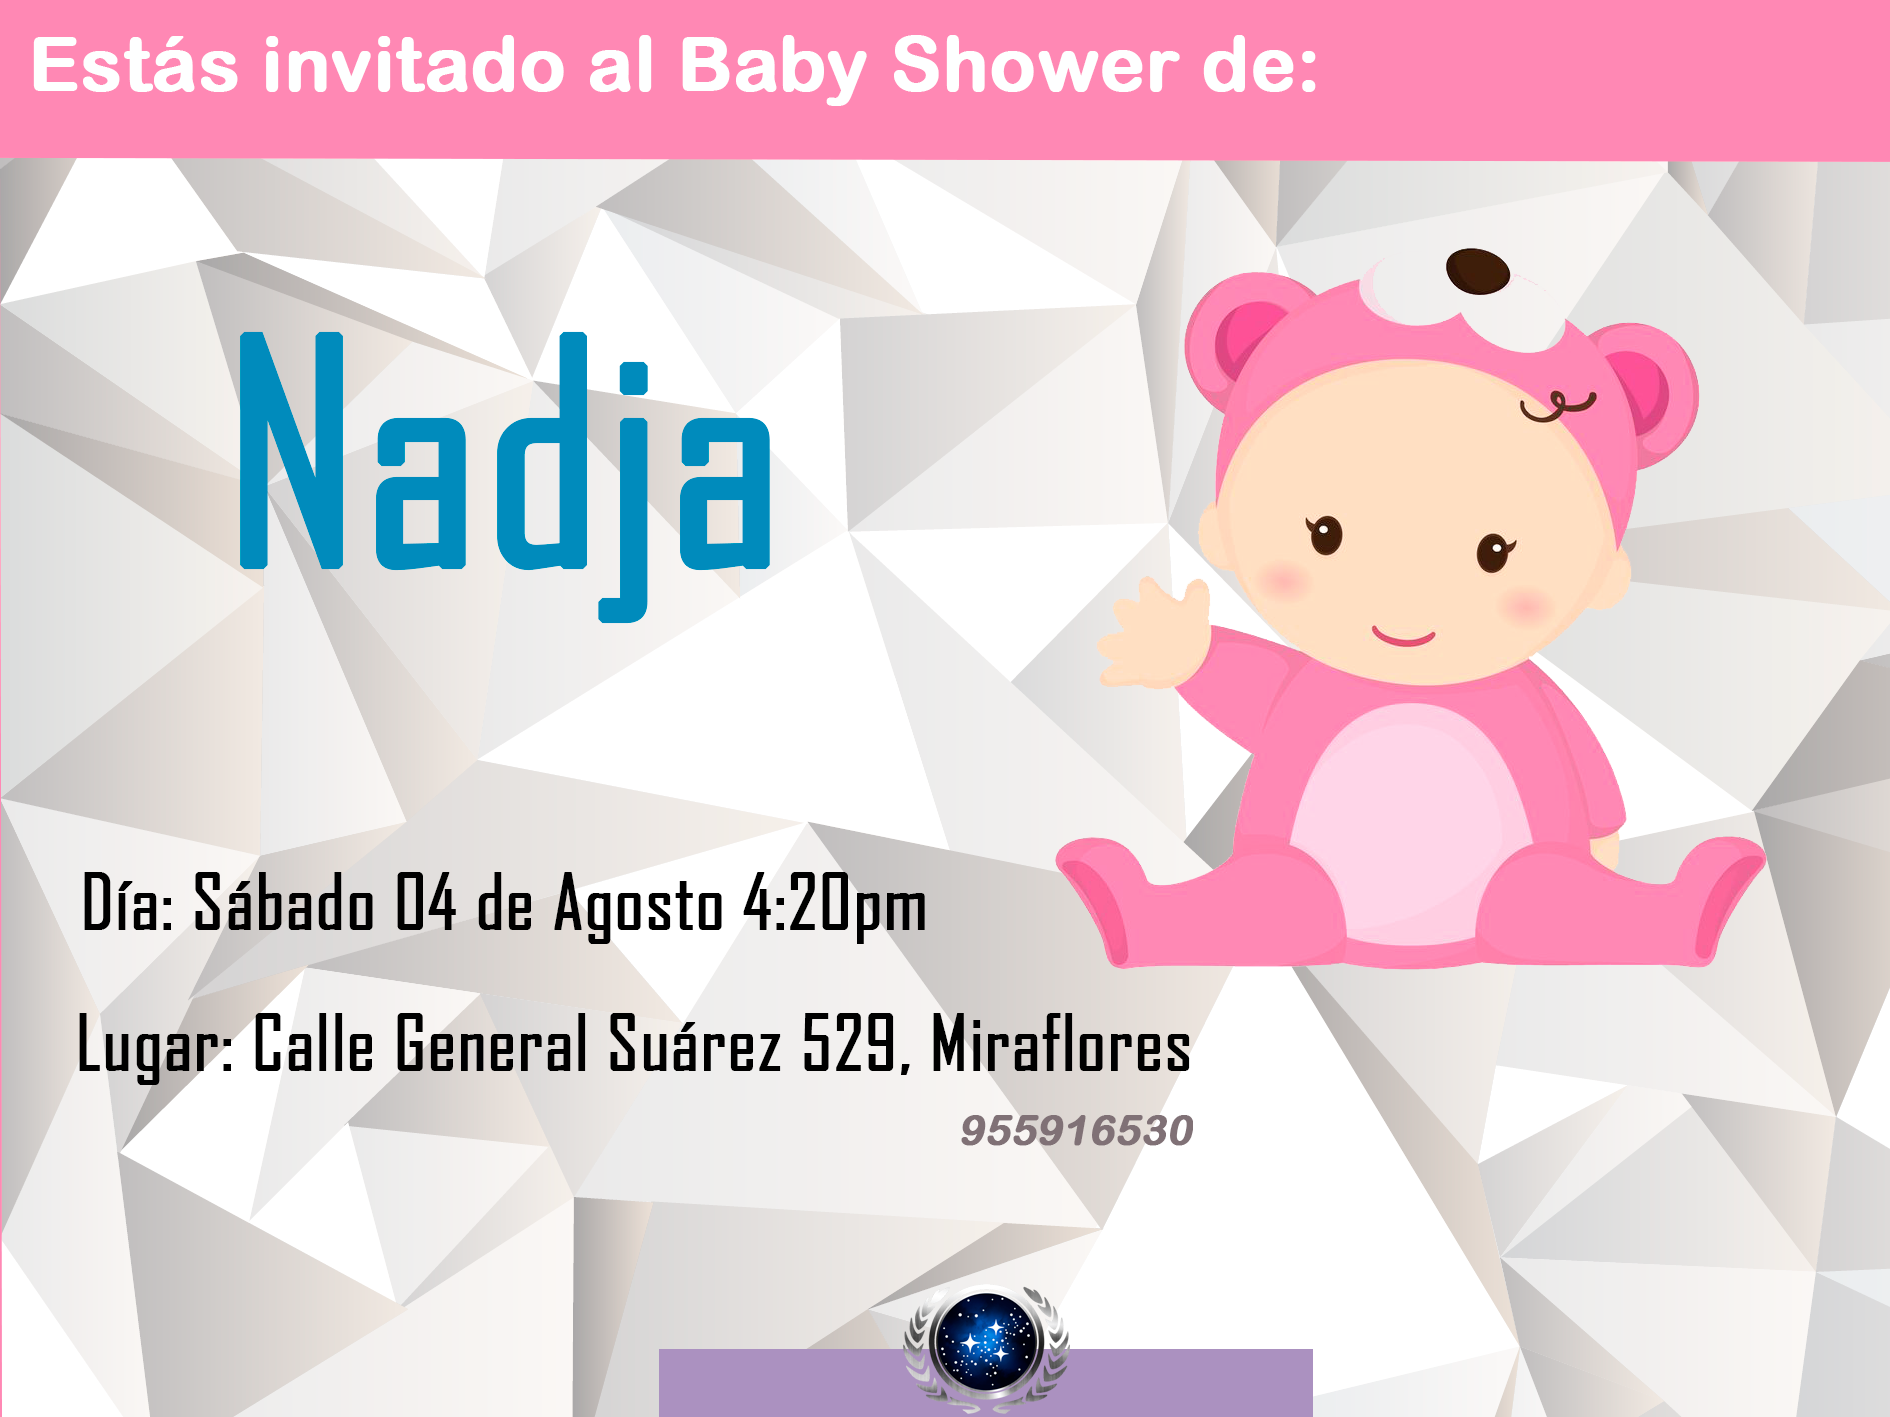 Estás invitado al Baby Shower de:
Nadja
Día: Sábado 04 de Agosto 4:20pm
Lugar: Calle General Suárez 529, Miraflores
955916530